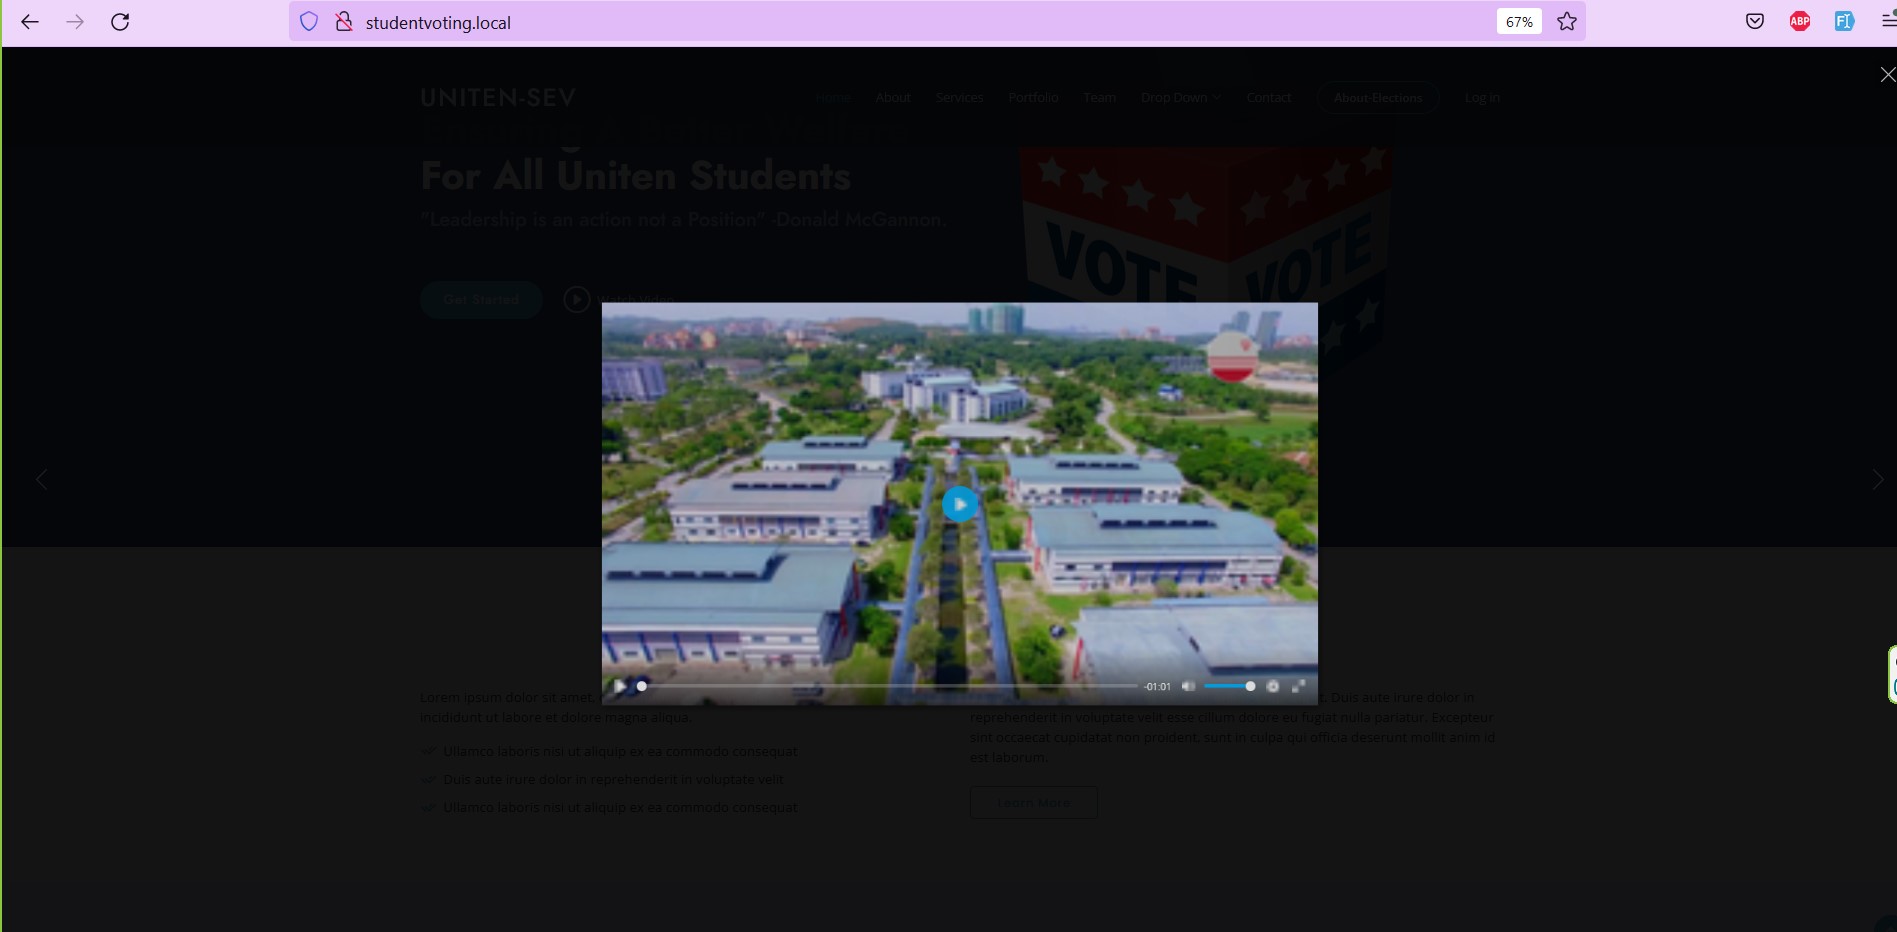 studentvoting.local
67%
ABP
UNITEN-SEV
Home
About
Services
Portfolio
Team
Drop Down
Contact
About Elections
Log in
Ensuring A Better Welfare
For All Uniten Students
"Leadership is an action not a Position" -Donald McGannon.
VOTE
VOTE
Get Started
Watch Video
-01:01
Lorem ipsum dolor sit amet,
incididunt ut labore et dolore magna aliqua.
Ullamco laboris nisi ut aliquip ex ea commodo consequat
Duis aute irure dolor in reprehenderit in voluptate velit
Ullamco laboris nisi ut aliquip ex ea commodo consequat
t. Duis aute irure dolor in
reprehenderit in voluptate velit esse cillum dolore eu fugiat nulla pariatur. Excepteur
sint occaecat cupidatat non proident, sunt in culpa qui officia deserunt mollit anim id
est laborum.
Learn More